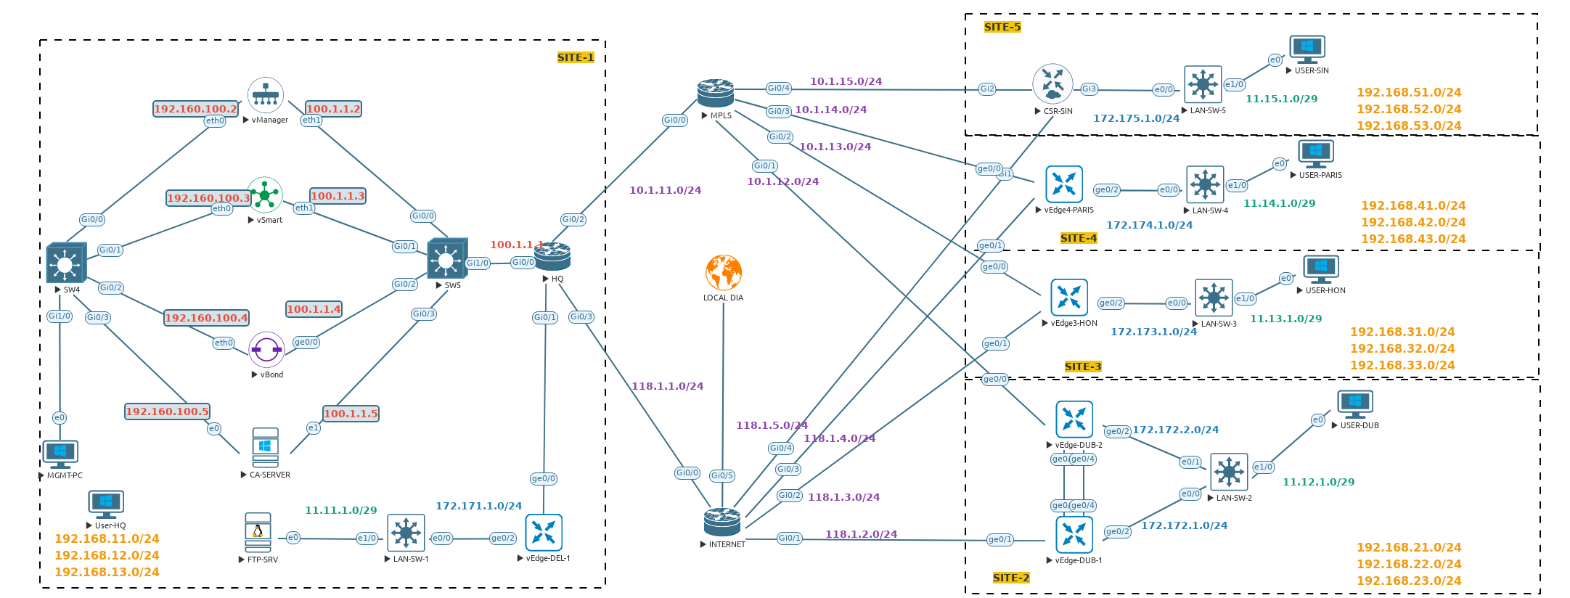 SITE-1
192.160.100.2
eth0
vManager
100.1.1.2
eth1
192.160.100.3
eth0
vSmart
100.1.1.3
eth1
Gi0/0
Gi0/1
Gi0/2
Gi0/3
Gi1/0
SW4
Gi0/0
Gi0/1
Gi0/2
Gi0/3
Gi1/0
SW5
100.1.1.1
Gi0/0
Gi0/2
HQ
Gi0/1
Gi0/3
192.160.100.4
eth0
vBond
100.1.1.4
ge0/0
192.160.100.5
e0
CA-SERVER
100.1.1.5
e1
e0
MGMT-PC
User-HQ
192.168.11.0/24
192.168.12.0/24
192.168.13.0/24
FTP-SRV
e0
11.11.1.0/29
e1/0
LAN-SW-1
e0/0
172.171.1.0/24
ge0/2
ge0/0
vEdge-DEL-1
10.1.11.0/24
118.1.1.0/24
Gi0/0
MPLS
Gi0/4
10.1.15.0/24
Gi0/3
10.1.14.0/24
Gi0/2
10.1.13.0/24
Gi0/1
10.1.12.0/24
LOCAL DIA
Gi0/5
Gi0/0
INTERNET
118.1.5.0/24
Gi0/4
118.1.4.0/24
Gi0/3
Gi0/2
118.1.3.0/24
Gi0/1
118.1.2.0/24
SITE-5
Gi2
CSR-SIN
Gi3
Gi1
172.175.1.0/24
e0/0
LAN-SW-5
e1/0
11.15.1.0/29
e0
USER-SIN
192.168.51.0/24
192.168.52.0/24
192.168.53.0/24
ge0/0
ge0/1
vEdge4-PARIS
ge0/2
172.174.1.0/24
e0/0
LAN-SW-4
e1/0
11.14.1.0/29
e0
USER-PARIS
192.168.41.0/24
192.168.42.0/24
192.168.43.0/24
SITE-4
ge0/0
ge0/1
vEdge3-HON
ge0/2
172.173.1.0/24
e0/0
LAN-SW-3
e1/0
11.13.1.0/29
e0
USER-HON
192.168.31.0/24
192.168.32.0/24
192.168.33.0/24
SITE-3
ge0/0
vEdge-DUB-2
ge0/2
172.172.2.0/24
ge0/4
ge0/4
e0/1
e0/0
LAN-SW-2
e1/0
11.12.1.0/29
e0
USER-DUB
ge0/1
vEdge-DUB-1
ge0/2
172.172.1.0/24
192.168.21.0/24
192.168.22.0/24
192.168.23.0/24
SITE-2